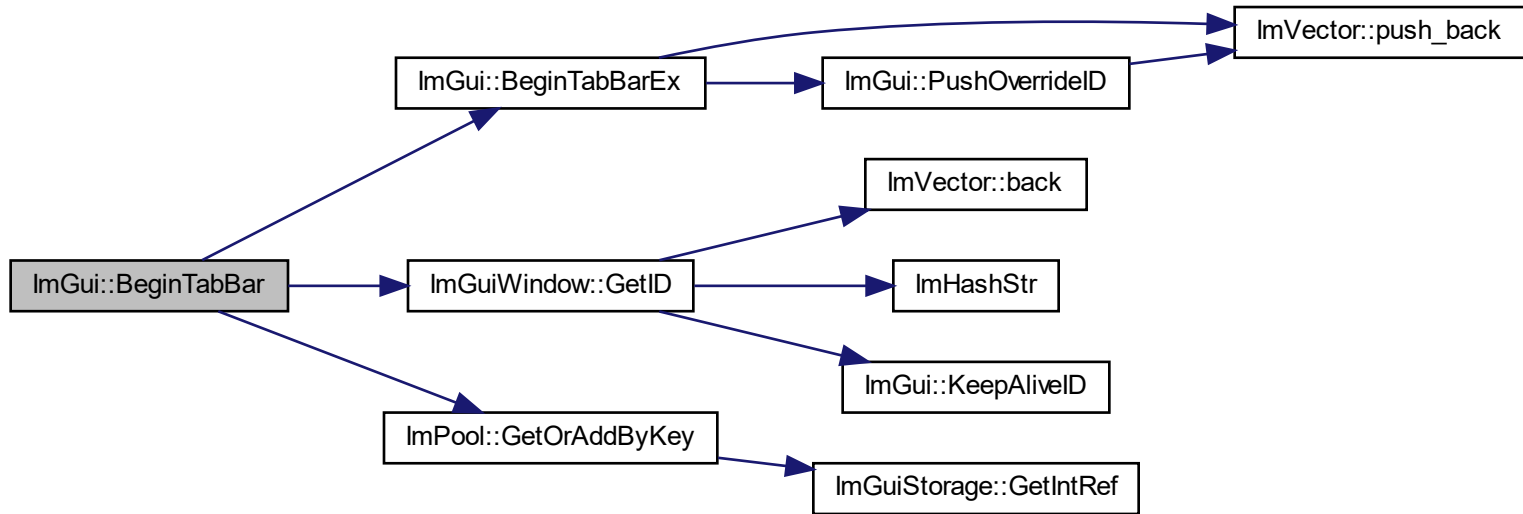 ImVector::push_back
ImGui::BeginTabBarEx
ImGui::PushOverrideID
ImVector::back
ImGui::BeginTabBar
ImGuiWindow::GetID
ImHashStr
ImGui::KeepAliveID
ImPool::GetOrAddByKey
ImGuiStorage::GetIntRef